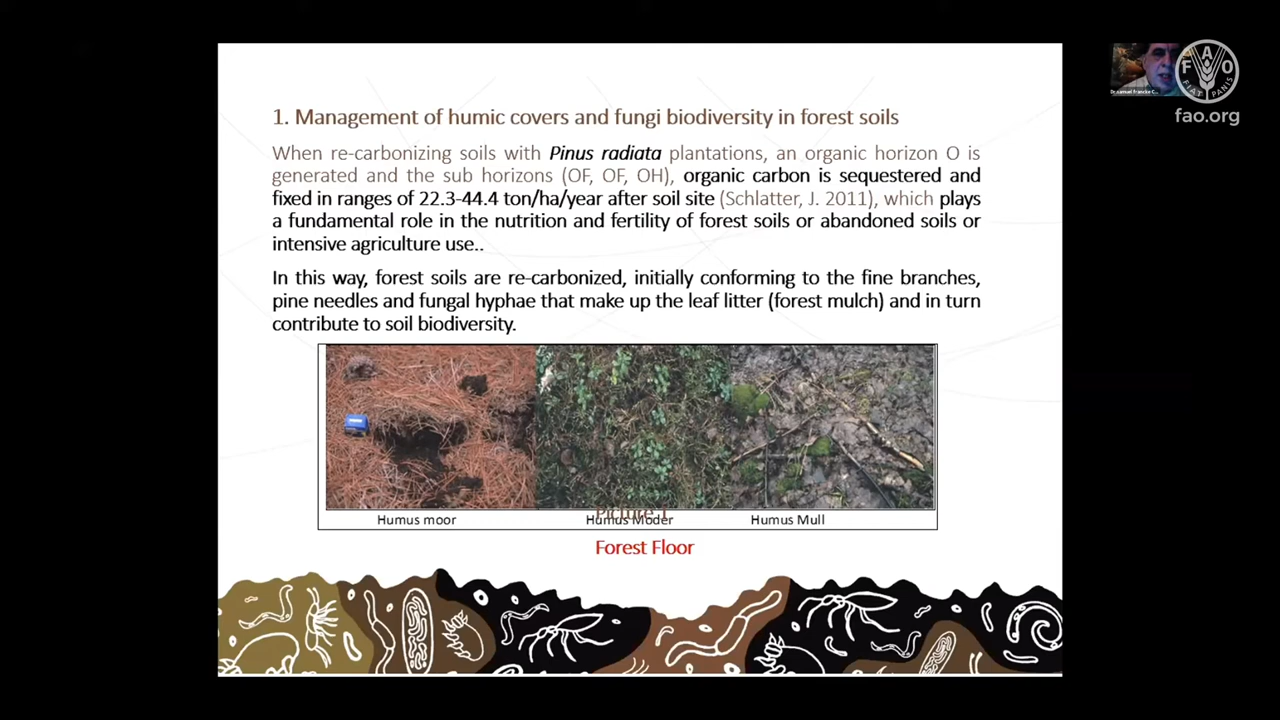 1. Management of humic covers and fungi biodiversity in forest soils
When re-carbonizing soils with Pinus radiata plantations, an organic horizon O is
generated and the sub horizons (OF, OF, OH), organic carbon is sequestered and
fixed in ranges of 22.3-44.4 ton/ha/year after soil site (Schlatter, J. 2011), which plays
a fundamental role in the nutrition and fertility of forest soils or abandoned soils or
intensive agriculture use..
In this way, forest soils are re-carbonized, initially conforming to the fine branches,
pine needles and fungal hyphae that make up the leaf litter (forest mulch) and in turn
contribute to soil biodiversity.
Picture 1
Humus moor
Humus Moder
Humus Mull
Forest Floor
FAO
FIAT PANIS
fao.org